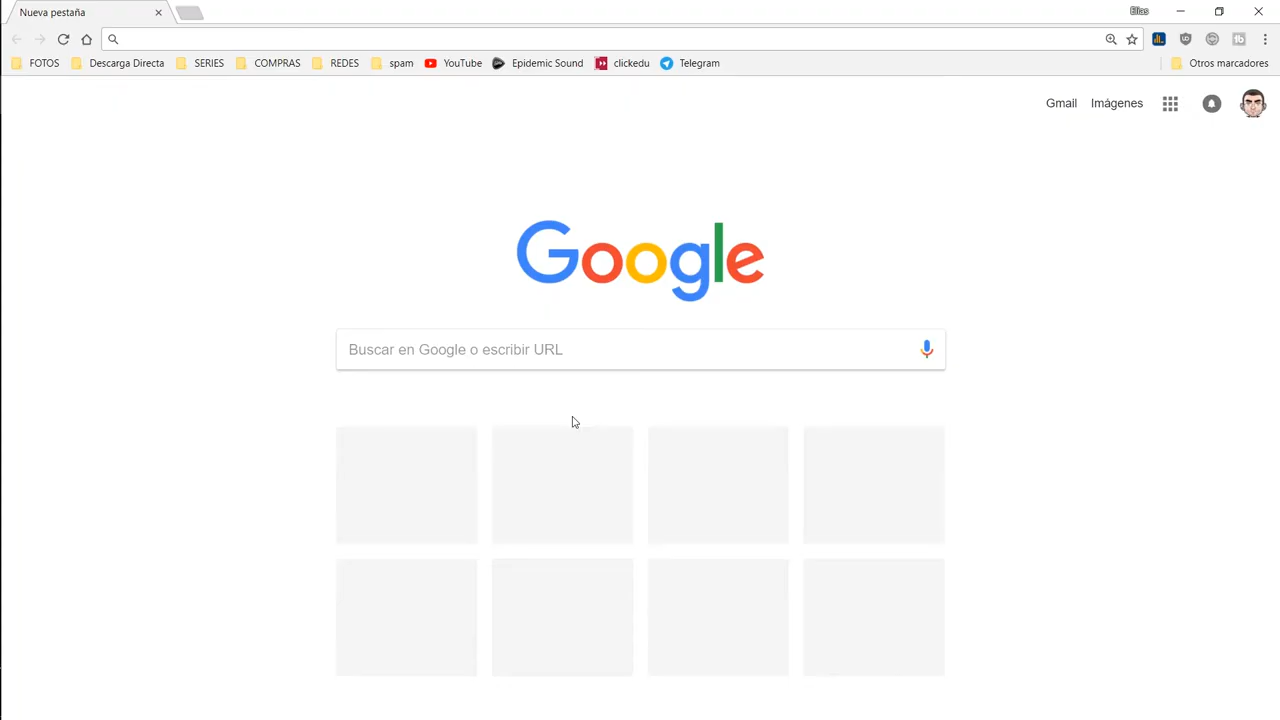 Nueva pestaña
Elias
FOTOS Descarga Directa SERIES COMPRAS REDES spam YouTube Epidemic Sound clickedu Telegram Otros marcadores
Gmail Imágenes
Google
Buscar en Google o escribir URL